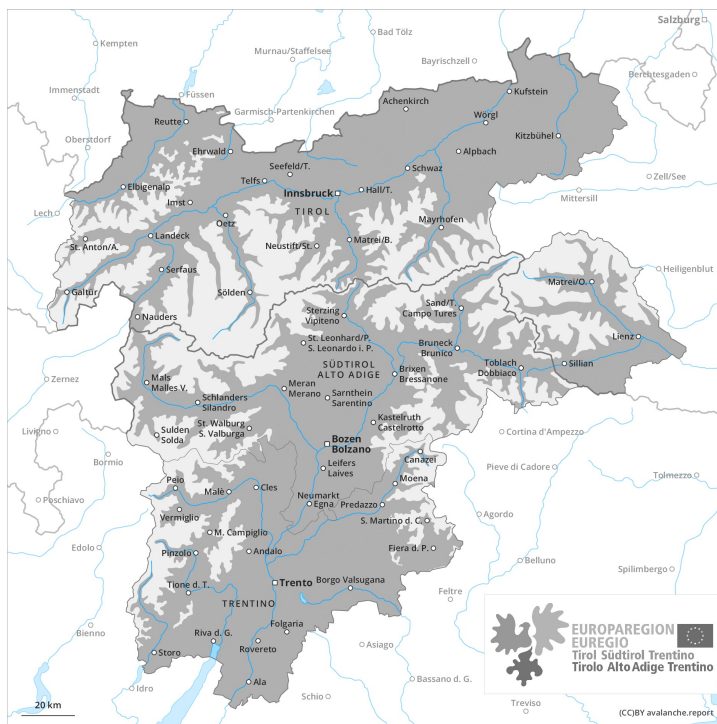 Salzburg
Kempten
Bad Tölz
Murnau/Staffelsee
Bayrischzell
Berchtesgaden
Immenstadt
Füssen
Garmisch-Partenkirchen
Achenkirch
Kufstein
Reutte
Wörgl
Oberstdorf
Ehrwald
Kitzbühel
Alpbach
Seefeld/T.
Schwaz
Zell/See
Telfs
Elbigenalp
Innsbruck
Hall/T.
Mittersill
Imst
TIROL
Lech
Oetz
Mayrhofen
Landeck
St. Anton/A.
Neustift/St.
Matrei/B.
Serfaus
Heiligenblut
Matrei/O.
Galtür
Sölden
Sand/T.
Campo Tures
Nauders
Sterzing
Vipiteno
Lienz
St. Leonhard/P.
S. Leonardo i. P.
Bruneck
Brunico
Toblach
Dobbiaco
Sillian
SÜDTIROL
ALTO ADIGE
Brixen
Bressanone
Zernez
Mals
Malles V.
Meran
Merano
Sarnthein
Sarentino
Schlanders
Silandro
Kastelruth
Castelrotto
St. Walburg
S. Valburga
Livigno
Sulden
Solda
Cortina d'Ampezzo
Bozen
Bolzano
Canazei
Bormio
Pieve di Cadore
Leifers
Laives
Tolmezzo
Moena
Peio
Malè
Cles
Poschiavo
Neumarkt
Egna
Predazzo
Vermiglio
Agordo
S. Martino d. C.
M. Campiglio
Edolo
Pinzolo
Andalo
Fiera d. P.
Belluno
Spilimbergo
Tione d. T.
Trento
Borgo Valsugana
Feltre
TRENTINO
Bienno
Folgaria
Riva d. G.
Rovereto
Asiago
Storo
Bassano d. G.
Idro
Ala
Schio
Treviso
EUROPAREGION
EUREGIO
Tirol Südtirol Trentino
Tirolo Alto Adige Trentino
20 km
(CC)BY avalanche.report